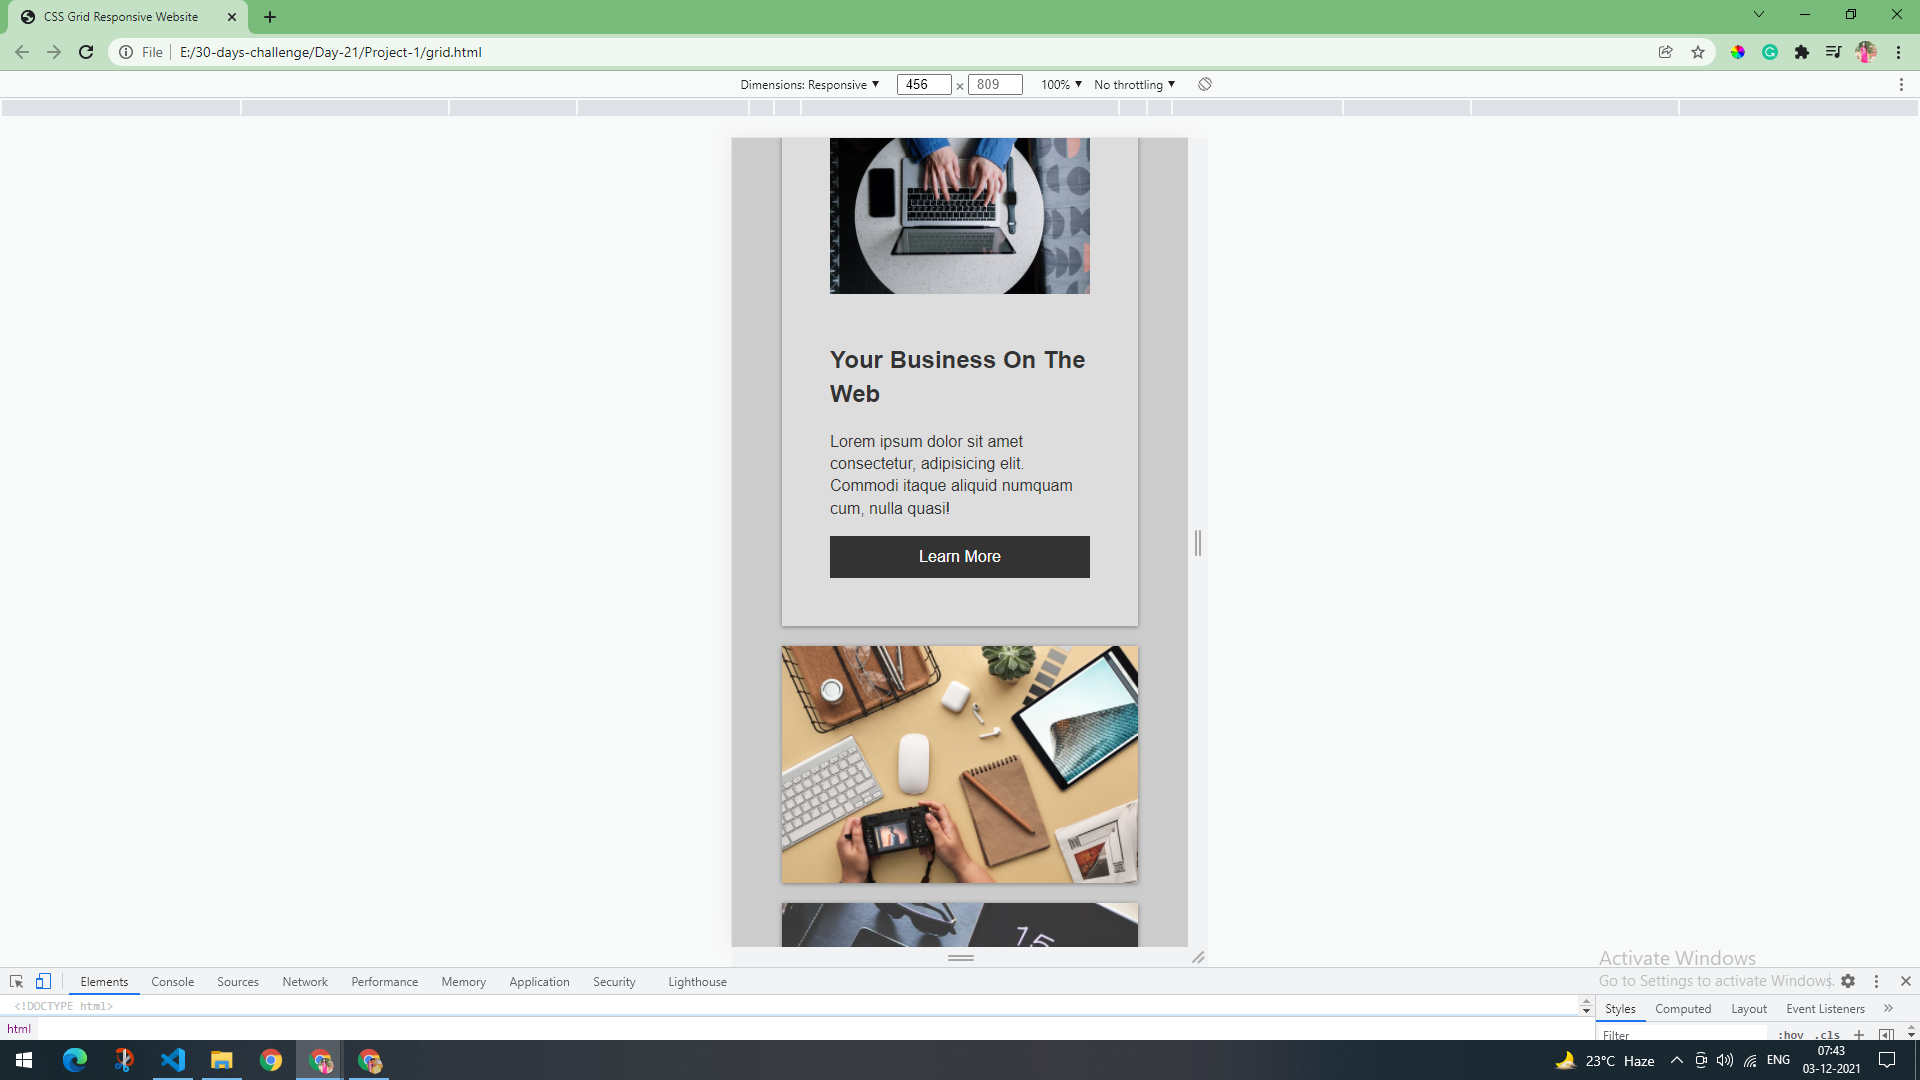 CSS Grid Responsive Website
File
E:/30-days-challenge/Day-21/Project-1/grid.html
Dimensions: Responsive ▼ 456 × 809 100% ▼ No throttling ▼
Your Business On The
Web
Lorem ipsum dolor sit amet
consectetur, adipisicing elit.
Commodi itaque aliquid numquam
cum, nulla quasi!
Learn More
15
Activate Windows
Go to Settings to activate Windows.
Elements Console Sources Network Performance Memory Application Security Lighthouse
<!DOCTYPE html>
html
Styles Computed Layout Event Listeners »
Filter :hov .cls +
23°C Haze
ENG
07:43
03-12-2021